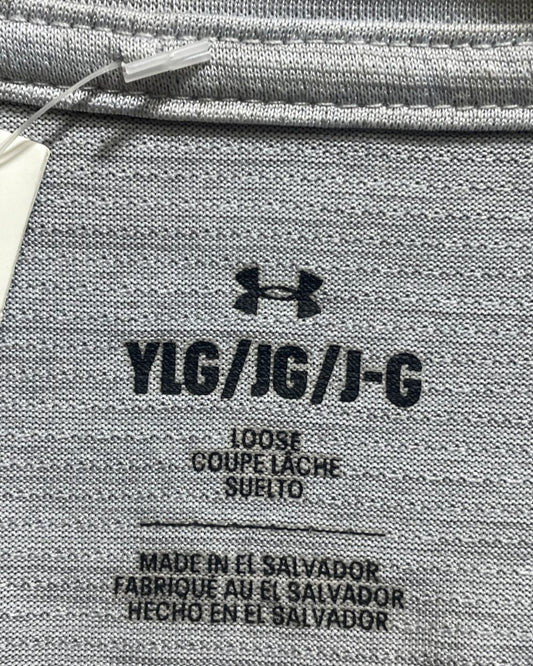 YLG/JG/J-G
LOOSE
COUPE LÂCHE
SUELTO
MADE IN EL SALVADOR
FABRIQUÉ AU EL SALVADOR
HECHO EN EL SALVADOR